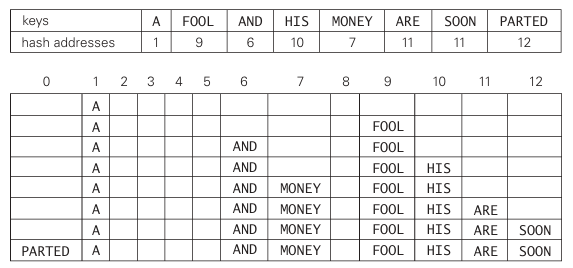 keys A FOOL AND HIS MONEY ARE SOON PARTED
hash addresses 1 9 6 10 7 11 11 12
0 1 2 3 4 5 6 7 8 9 10 11 12
A
A FOOL
A AND FOOL
A AND FOOL HIS
A AND MONEY FOOL HIS
A AND MONEY FOOL HIS ARE
A AND MONEY FOOL HIS ARE SOON
PARTED A AND MONEY FOOL HIS ARE SOON